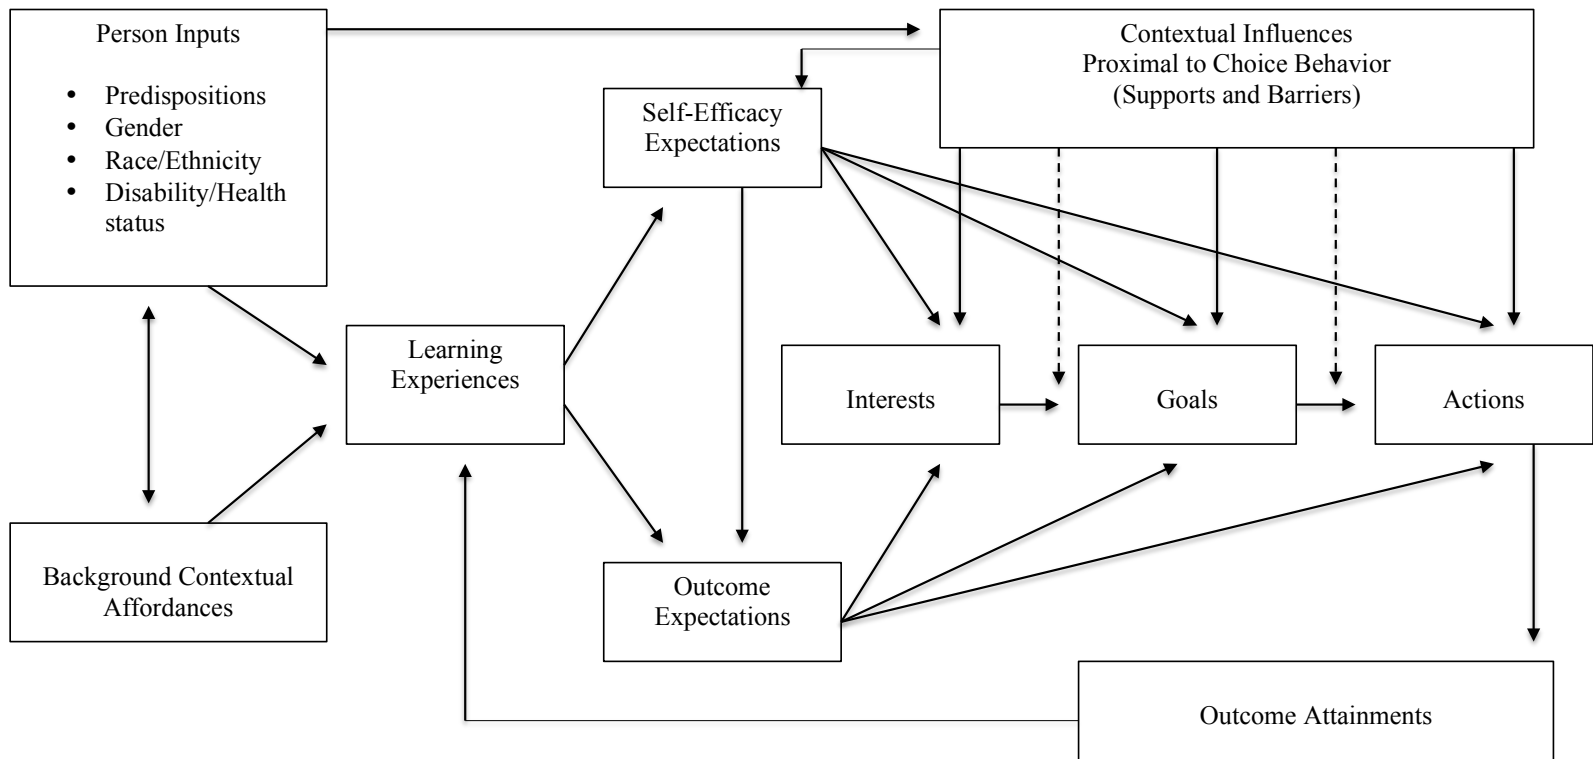 Person Inputs
• Predispositions
• Gender
• Race/Ethnicity
• Disability/Health
status
Contextual Influences
Proximal to Choice Behavior
(Supports and Barriers)
Self-Efficacy
Expectations
Learning
Experiences
Interests
Goals
Actions
Background Contextual
Affordances
Outcome
Expectations
Outcome Attainments